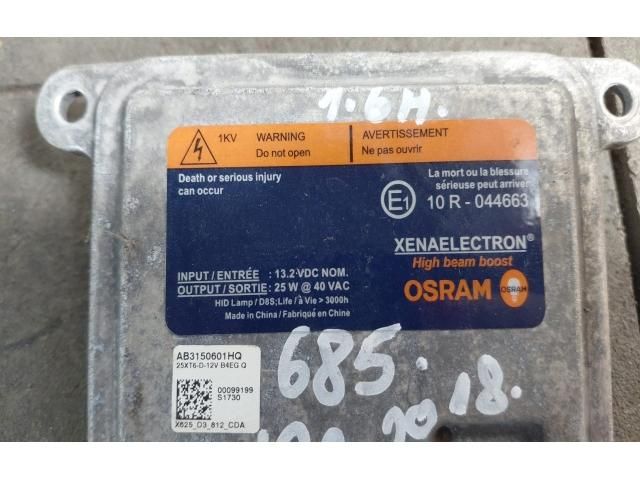 1.6H.
1KV WARNING
Do not open
AVERTISSEMENT
Ne pas ouvrir
Death or serious injury
can occur
La mort ou la blessure
sérieuse peut arriver
E1 10 R - 044663
XENAELECTRON®
High beam boost
INPUT / ENTRÉE : 13.2-VDC NOM.
OUTPUT / SORTIE : 25 W @ 40 VAC
HID Lamp / D8S;Life / à Vie > 3000h
Made in China / Fabriqué en Chine
OSRAM OSRAM
AB3150601HQ
25XT6-D-12V B4EG Q
00099199
S1730
X625_D3_812_CDA
685.
2018.